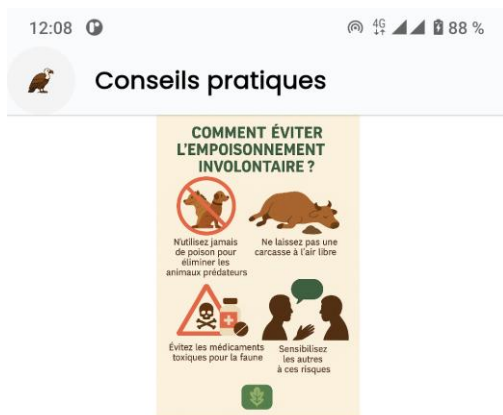 12:08 4G 88 %
Conseils pratiques
COMMENT ÉVITER
L'EMPOISONNEMENT
INVOLONTAIRE ?
N'utilisez jamais
de poison pour
éliminer les
animaux prédateurs
Ne laissez pas une
carcasse à l'air libre
Évitez les médicaments
toxiques pour la faune
Sensibilisez
les autres
à ces risques